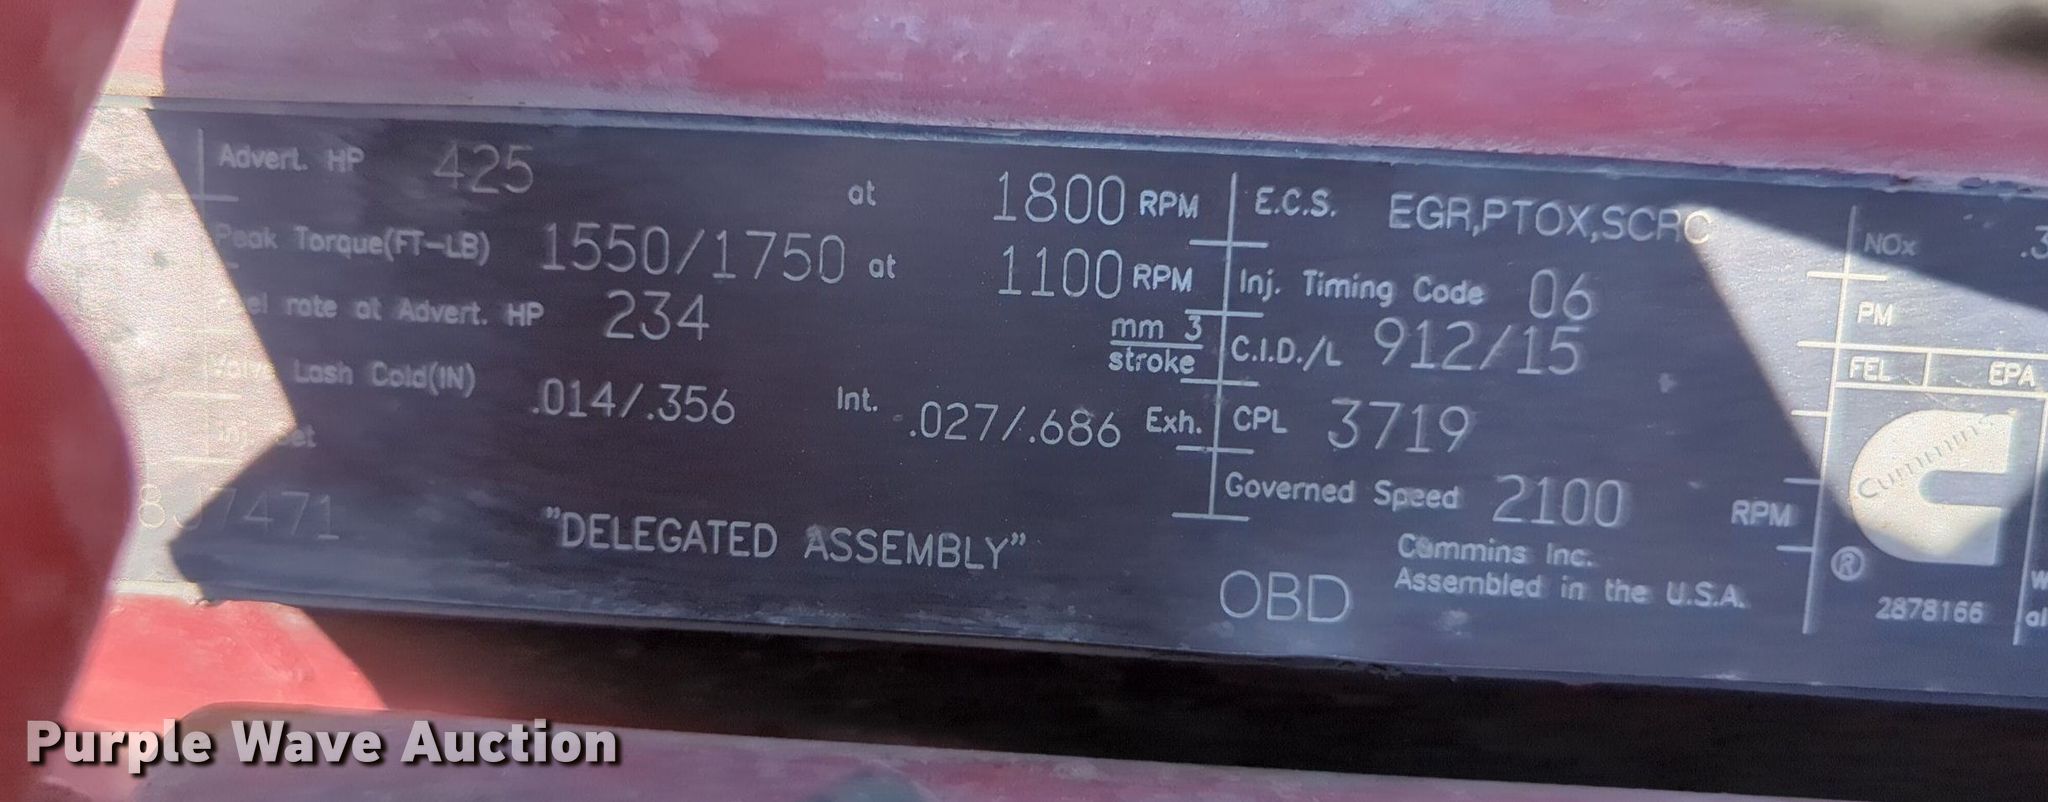 Advert. HP 425 at 1800 RPM
Peak Torque(FT-LB) 1550/1750 at 1100 RPM
rate at Advert. HP 234 mm 3
stroke
Valve Lash Cold(IN) .014/.356 Int. .027/.686 Exh.
"DELEGATED ASSEMBLY"
E.C.S. EGR,PTOX,SCRC
Inj. Timing Code 06
C.I.D./L 912/15
CPL 3719
Governed Speed 2100 RPM
Cummins Inc.
Assembled in the U.S.A.
OBD
NOx .3
PM
FEL EPA
Cummins
®
2878166
Purple Wave Auction